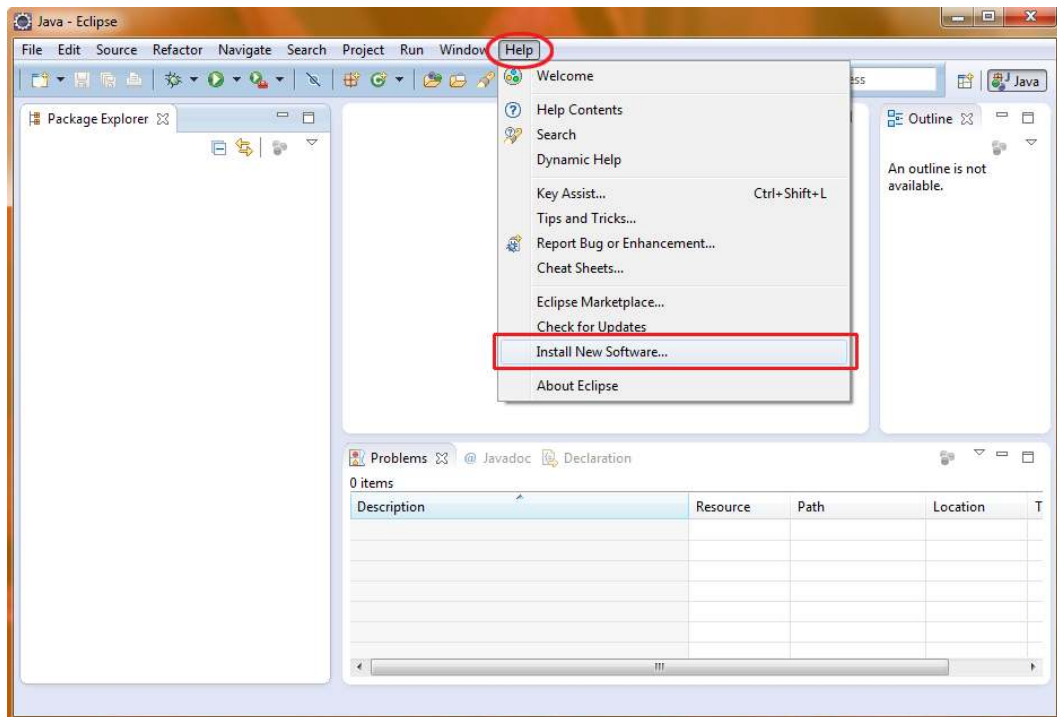 Java - Eclipse
File Edit Source Refactor Navigate Search Project Run Window Help
Welcome
Help Contents
Search
Dynamic Help
Key Assist... Ctrl+Shift+L
Tips and Tricks...
Report Bug or Enhancement...
Cheat Sheets...
Eclipse Marketplace...
Check for Updates
Install New Software...
About Eclipse
ess
Java
Package Explorer
Outline
An outline is not
available.
Problems @ Javadoc Declaration
0 items
Description Resource Path Location T